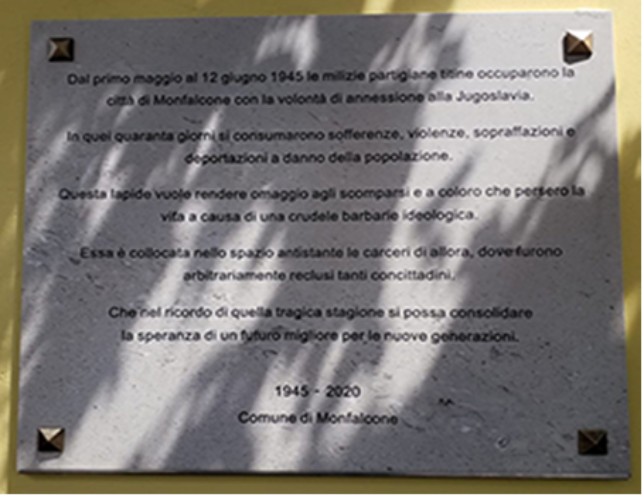 Dal primo maggio al 12 giugno 1945 le milizie partigiane titine occuparono la
città di Monfalcone con la volontà di annessione alla Jugoslavia.
In quei quaranta giorni si consumarono sofferenze, violenze, sopraffazioni e
deportazioni a danno della popolazione.
Questa lapide vuole rendere omaggio agli scomparsi e a coloro che persero la
vita a causa di una crudele barbarie ideologica.
Essa è collocata nello spazio antistante le carceri di allora, dove furono
arbitrariamente reclusi tanti concittadini.
Che nel ricordo di quella tragica stagione si possa consolidare
la speranza di un futuro migliore per le nuove generazioni.
1945 - 2020
Comune di Monfalcone